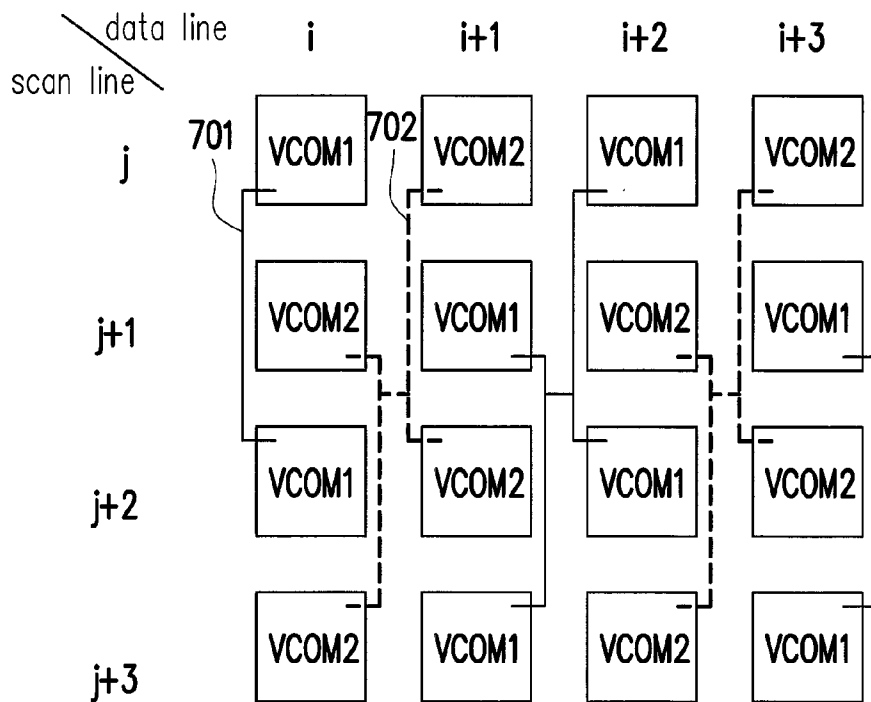 data line i i+1 i+2 i+3
scan line
701 702
j VCOM1 VCOM2 VCOM1 VCOM2
j+1 VCOM2 VCOM1 VCOM2 VCOM1
j+2 VCOM1 VCOM2 VCOM1 VCOM2
j+3 VCOM2 VCOM1 VCOM2 VCOM1